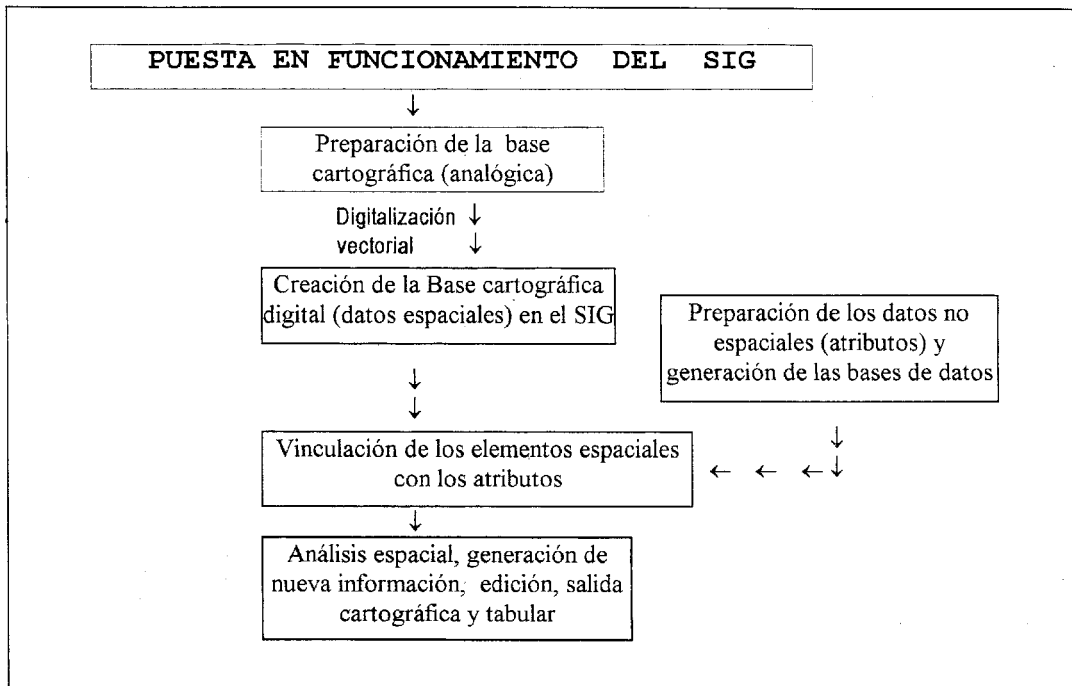 PUESTA EN FUNCIONAMIENTO DEL SIG
↓
Preparación de la base
cartográfica (analógica)
Digitalización ↓
vectorial ↓
Creación de la Base cartográfica
digital (datos espaciales) en el SIG
Preparación de los datos no
espaciales (atributos) y
generación de las bases de datos
↓
↓
↓
Vinculación de los elementos espaciales
con los atributos
← ← ←↓
↓
Análisis espacial, generación de
nueva información, edición, salida
cartográfica y tabular